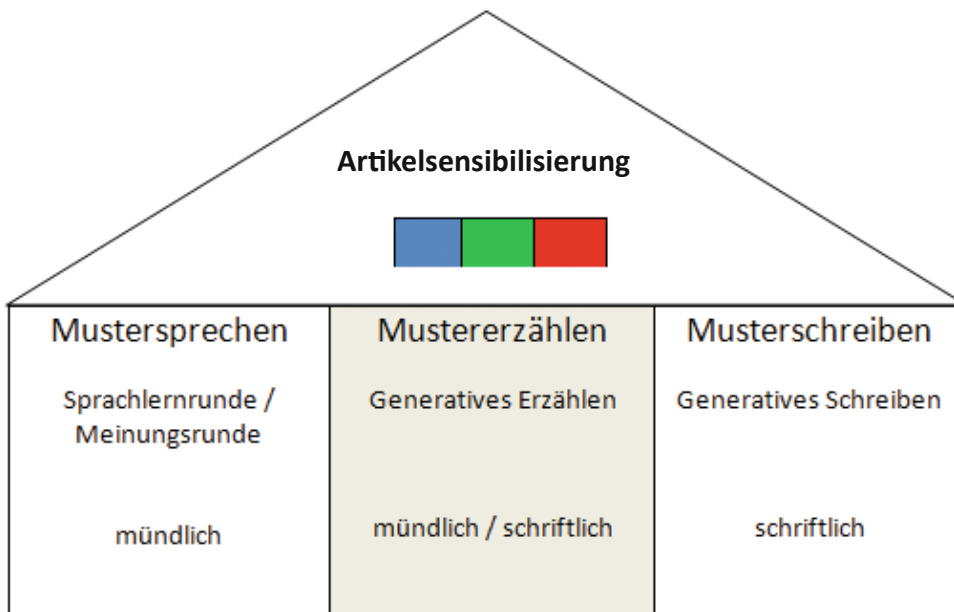 Artikelsensibilisierung
Mustersprechen
Sprachlernrunde /
Meinungsrunde
mündlich
Mustererzählen
Generatives Erzählen
mündlich / schriftlich
Musterschreiben
Generatives Schreiben
schriftlich